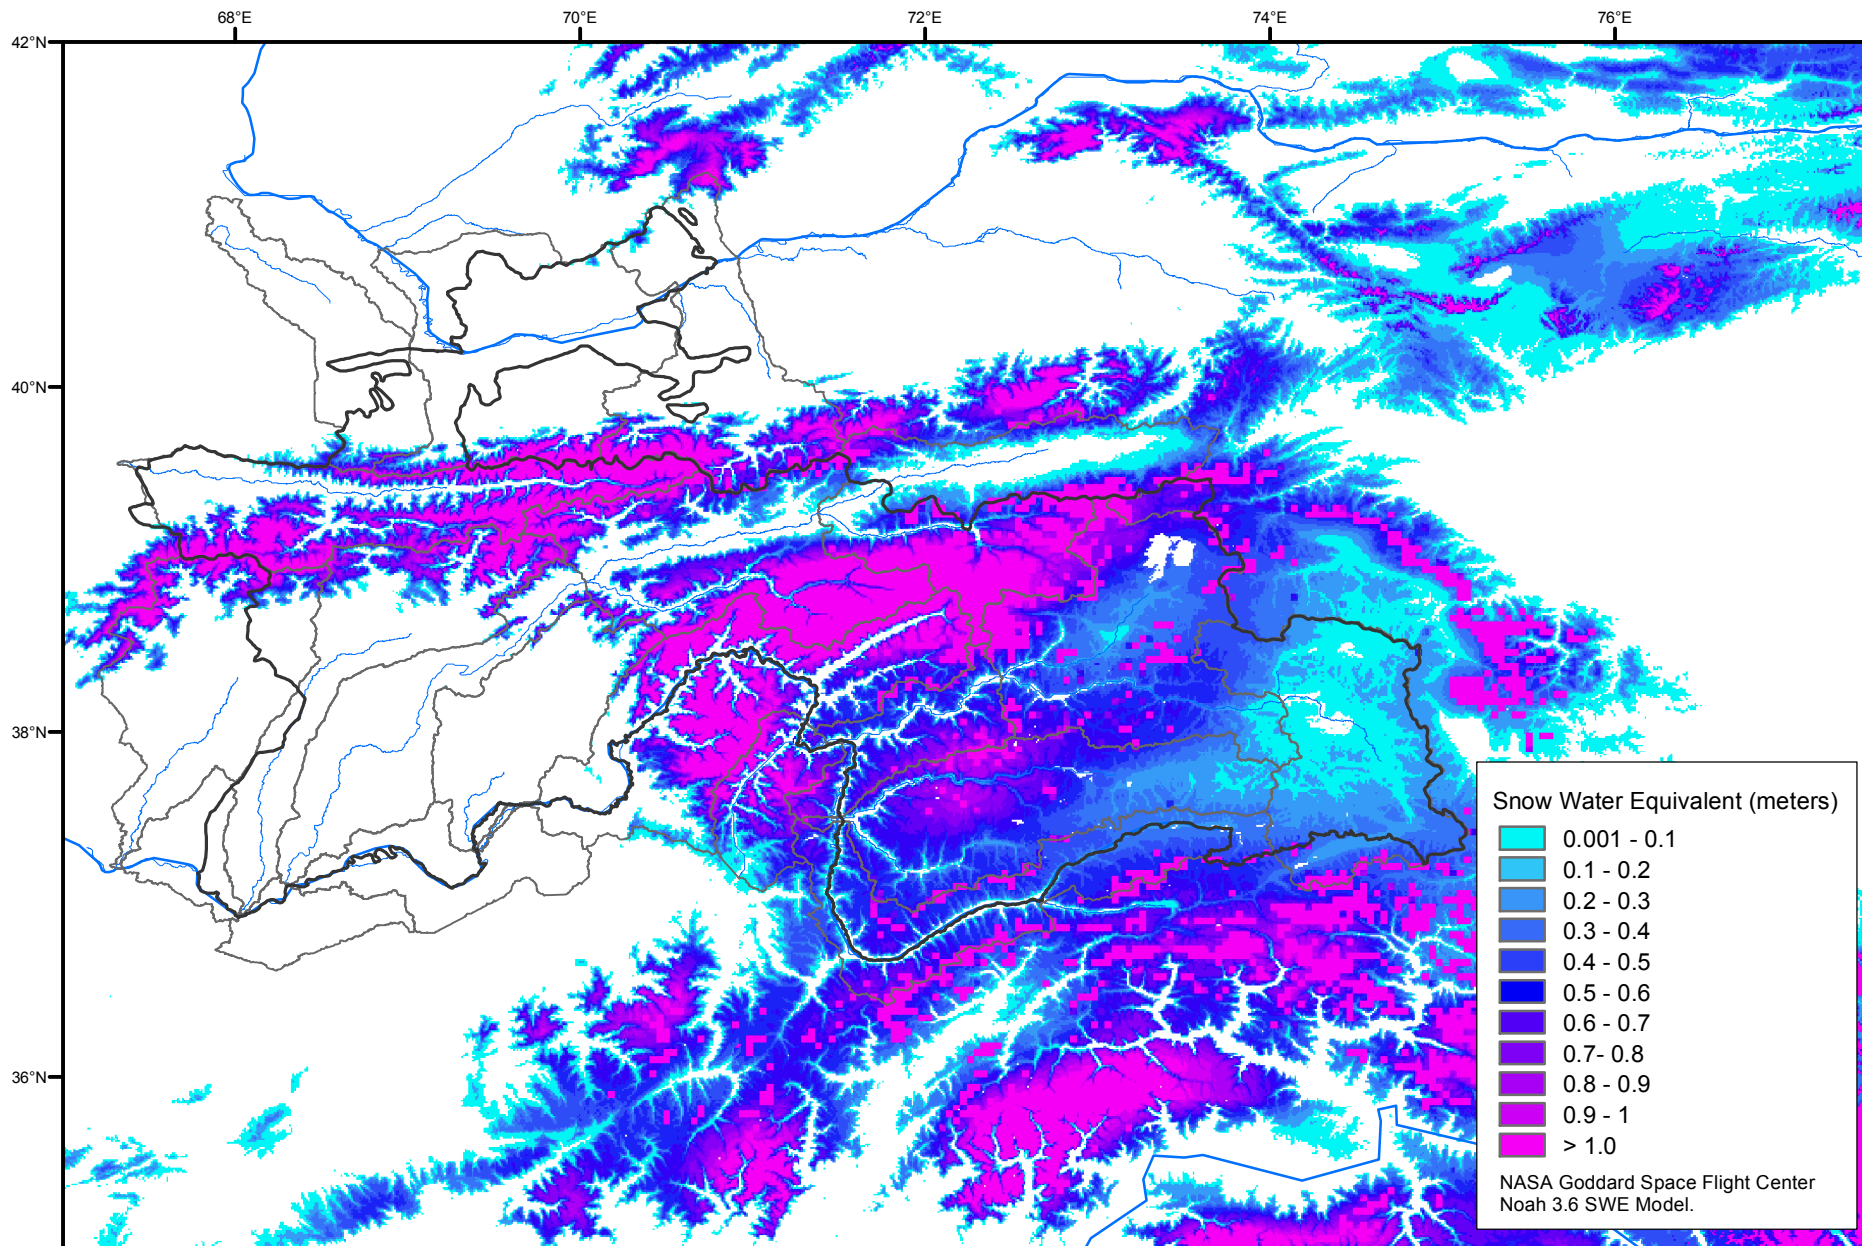 68°E
70°E
72°E
74°E
76°E
42°N
40°N
38°N
36°N
Snow Water Equivalent (meters)
0.001 - 0.1
0.1 - 0.2
0.2 - 0.3
0.3 - 0.4
0.4 - 0.5
0.5 - 0.6
0.6 - 0.7
0.7- 0.8
0.8 - 0.9
0.9 - 1
> 1.0
NASA Goddard Space Flight Center
Noah 3.6 SWE Model.